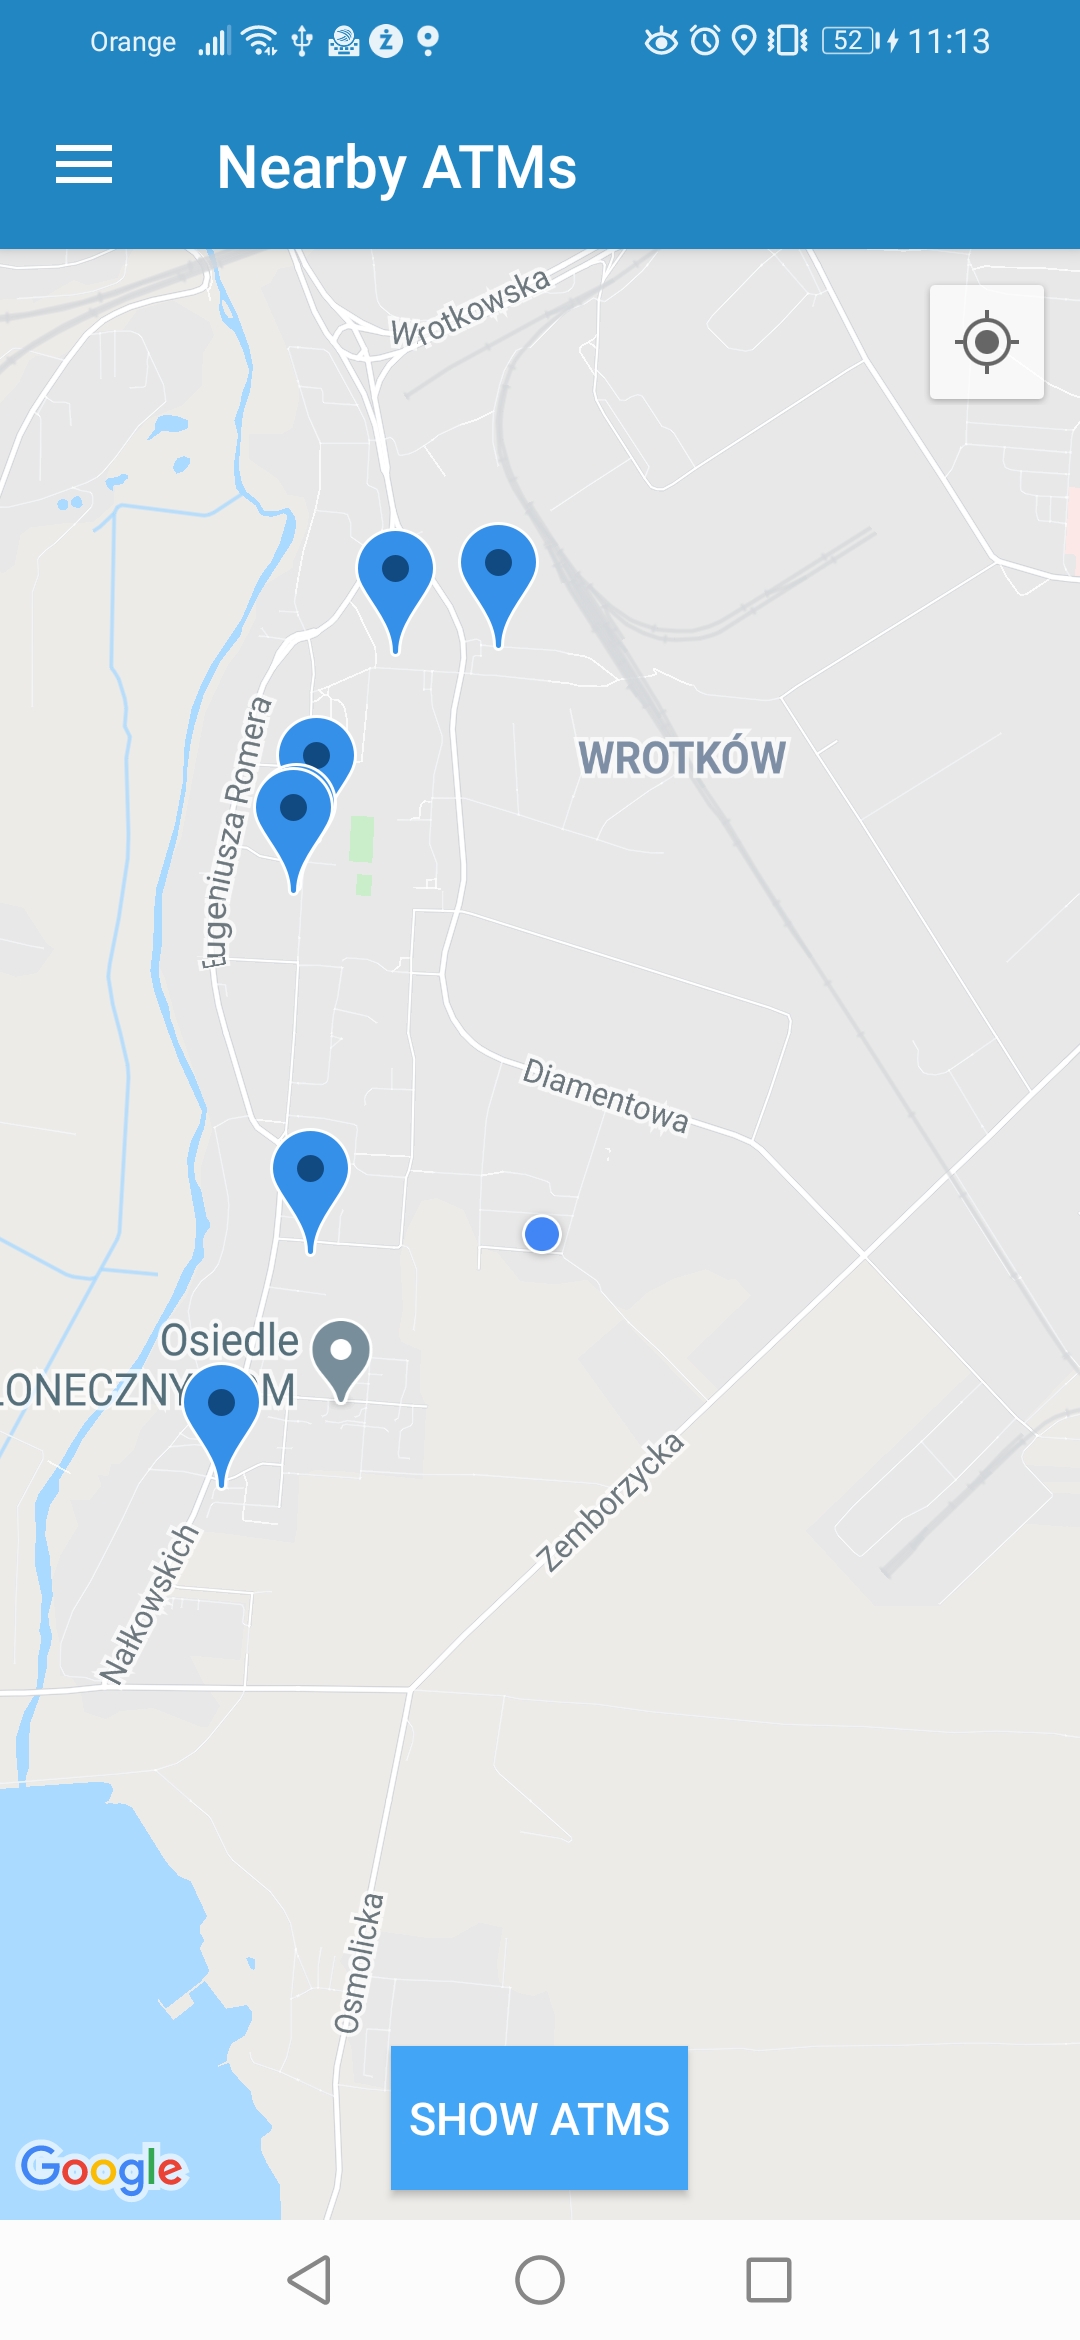 Orange
52
11:13
Nearby ATMs
Wrotkowska
WROTKÓW
Eugeniusza Romera
Diamentowa
Osiedle
Zemborzycka
Nałkowskich
Osmolicka
SHOW ATMS
Google